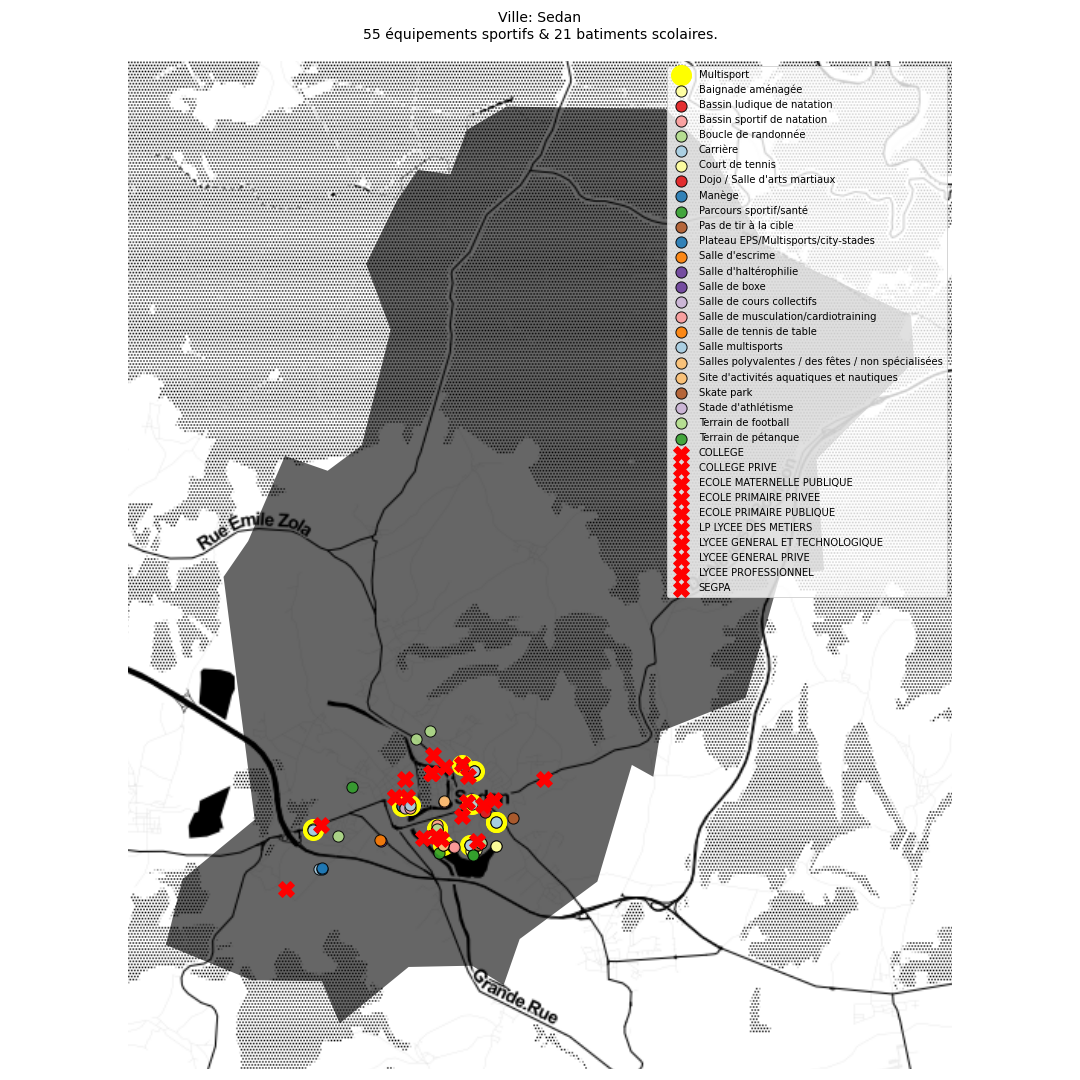 Ville: Sedan
55 équipements sportifs & 21 batiments scolaires.
Multisport
Baignade aménagée
Bassin ludique de natation
Bassin sportif de natation
Boucle de randonnée
Carrière
Court de tennis
Dojo / Salle d'arts martiaux
Manège
Parcours sportif/santé
Pas de tir à la cible
Plateau EPS/Multisports/city-stades
Salle d'escrime
Salle d'haltérophilie
Salle de boxe
Salle de cours collectifs
Salle de musculation/cardiotraining
Salle de tennis de table
Salle multisports
Salles polyvalentes / des fêtes / non spécialisées
Site d'activités aquatiques et nautiques
Skate park
Stade d'athlétisme
Terrain de football
Terrain de pétanque
COLLEGE
COLLEGE PRIVE
ECOLE MATERNELLE PUBLIQUE
ECOLE PRIMAIRE PRIVEE
ECOLE PRIMAIRE PUBLIQUE
LP LYCEE DES METIERS
LYCEE GENERAL ET TECHNOLOGIQUE
LYCEE GENERAL PRIVE
LYCEE PROFESSIONNEL
SEGPA
Rue Émile Zola
Sedan
Grande Rue